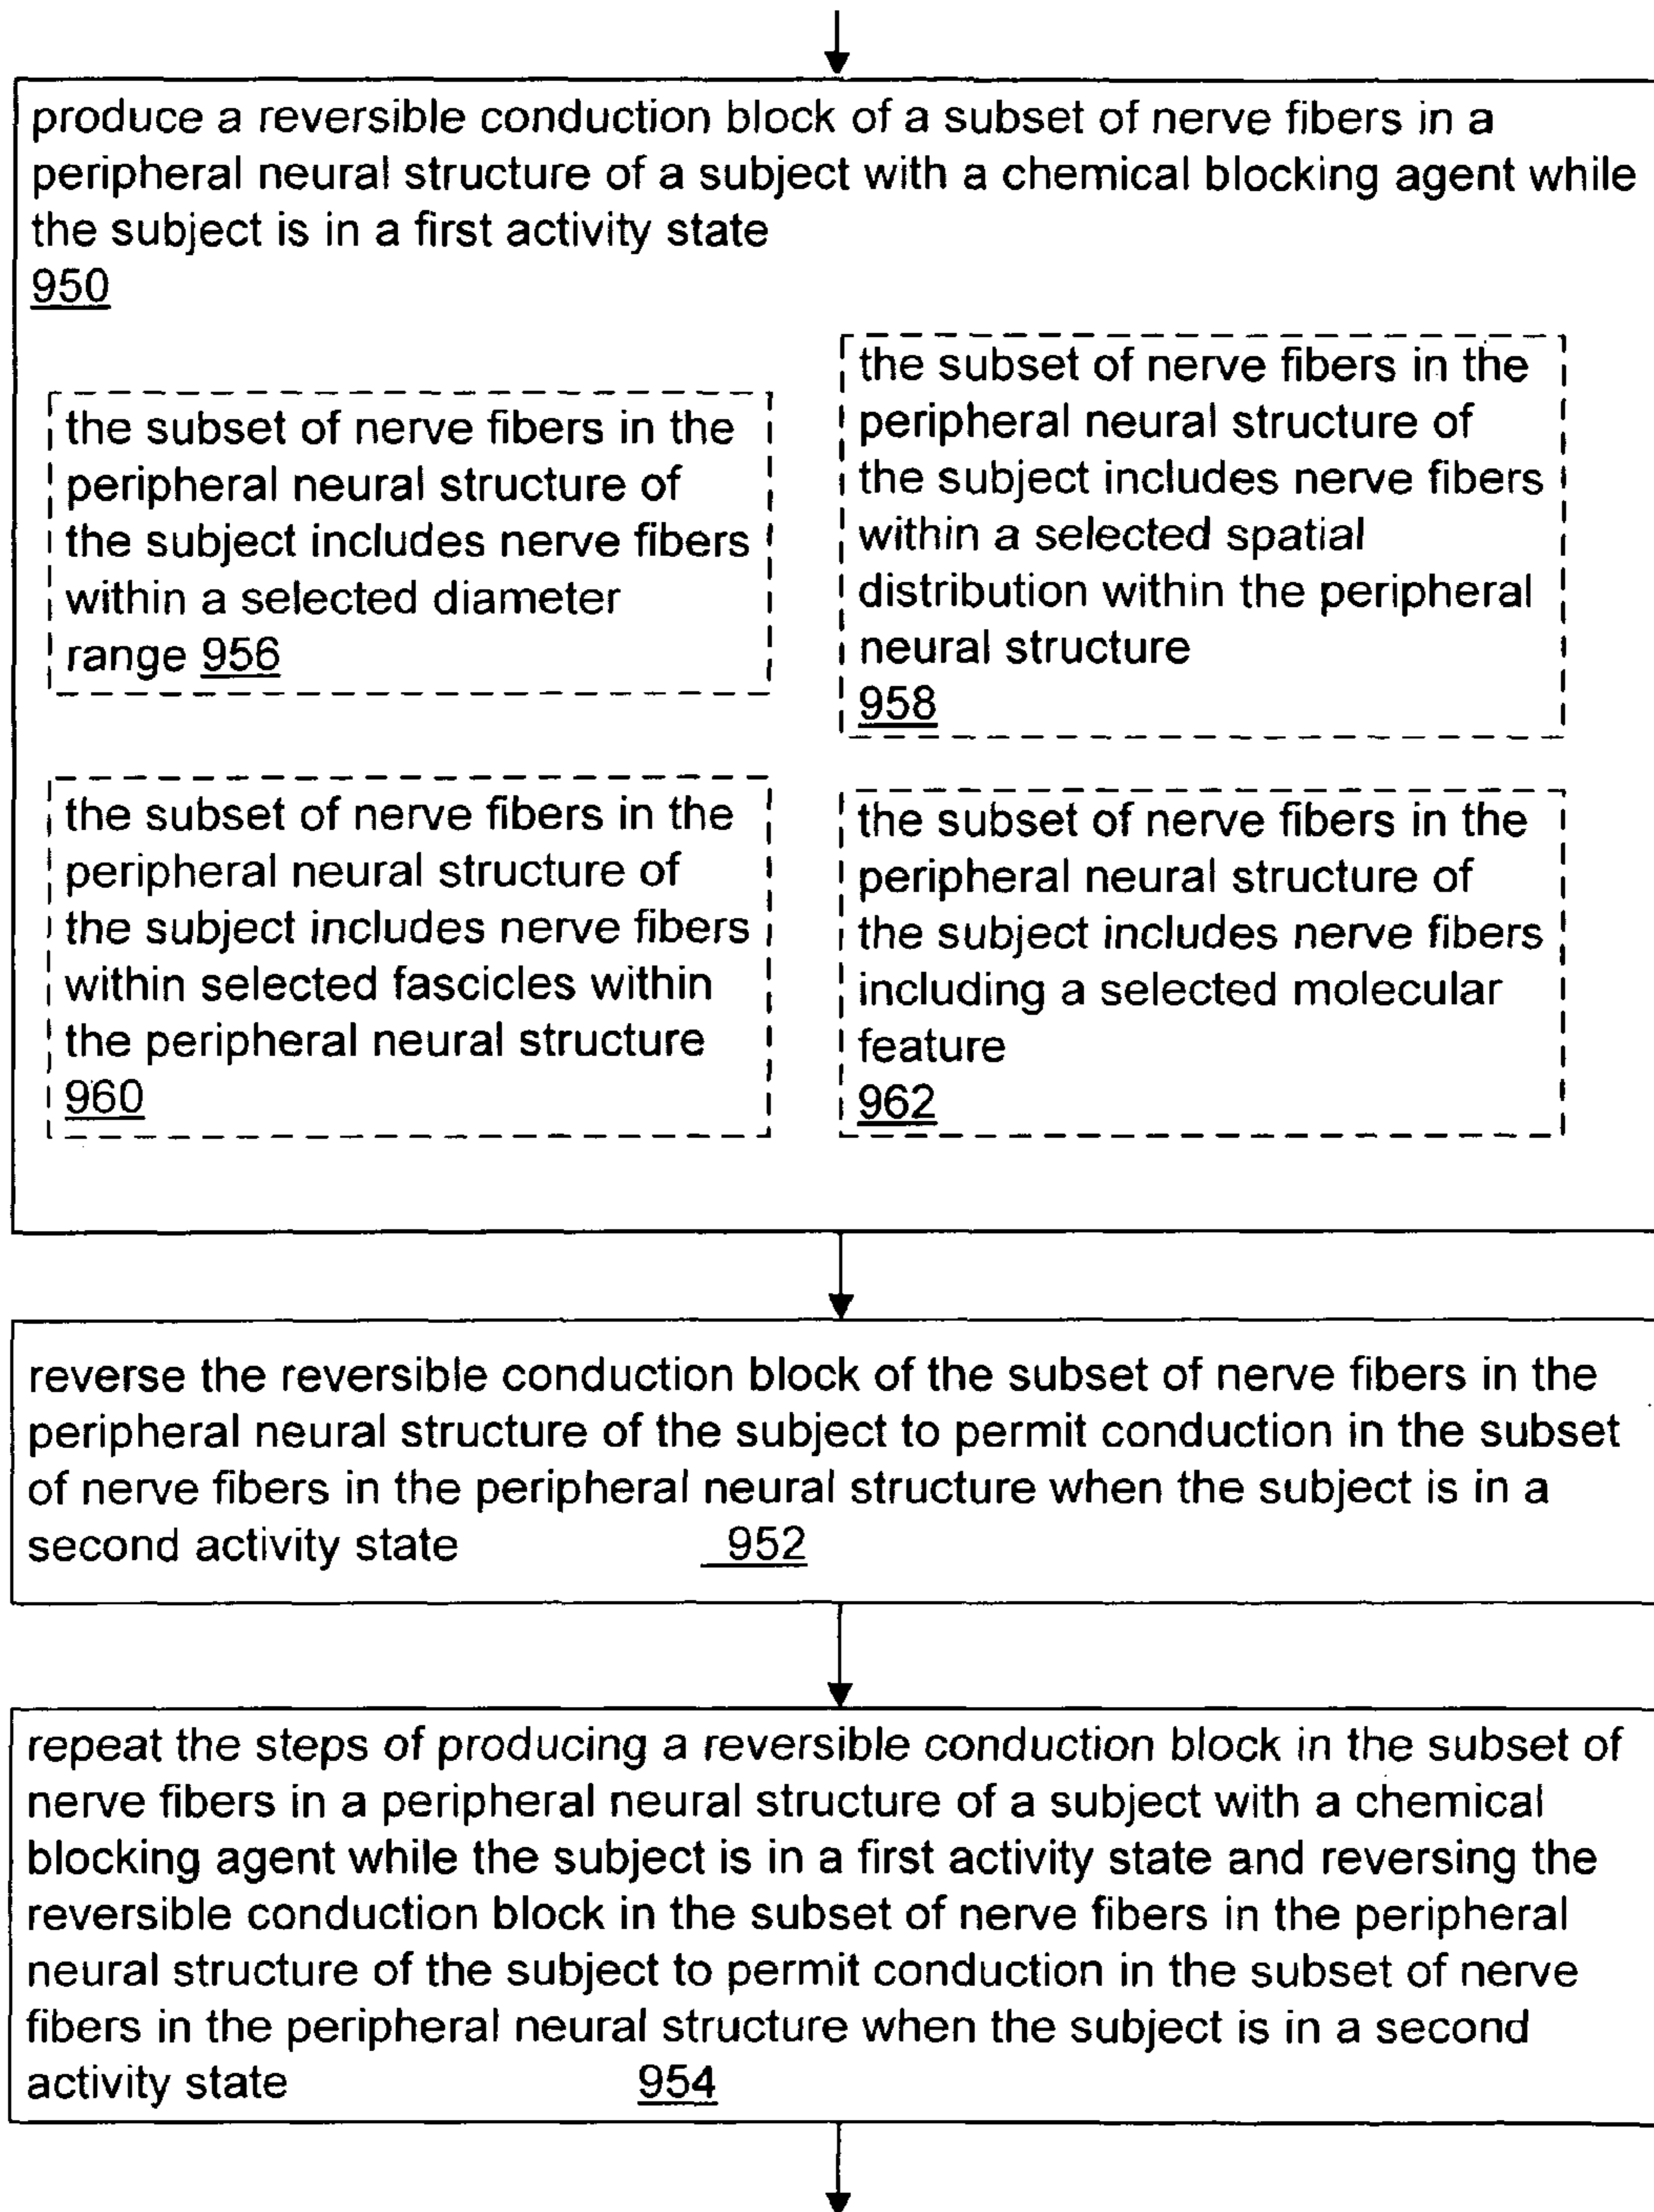 produce a reversible conduction block of a subset of nerve fibers in a
peripheral neural structure of a subject with a chemical blocking agent while
the subject is in a first activity state
950
the subset of nerve fibers in the
peripheral neural structure of
the subject includes nerve fibers
within a selected diameter
range 956
the subset of nerve fibers in the
peripheral neural structure of
the subject includes nerve fibers
within a selected spatial
distribution within the peripheral
neural structure
958
the subset of nerve fibers in the
peripheral neural structure of
the subject includes nerve fibers
within selected fascicles within
the peripheral neural structure
960
the subset of nerve fibers in the
peripheral neural structure of
the subject includes nerve fibers
including a selected molecular
feature
962
reverse the reversible conduction block of the subset of nerve fibers in the
peripheral neural structure of the subject to permit conduction in the subset
of nerve fibers in the peripheral neural structure when the subject is in a
second activity state 952
repeat the steps of producing a reversible conduction block in the subset of
nerve fibers in a peripheral neural structure of a subject with a chemical
blocking agent while the subject is in a first activity state and reversing the
reversible conduction block in the subset of nerve fibers in the peripheral
neural structure of the subject to permit conduction in the subset of nerve
fibers in the peripheral neural structure when the subject is in a second
activity state 954